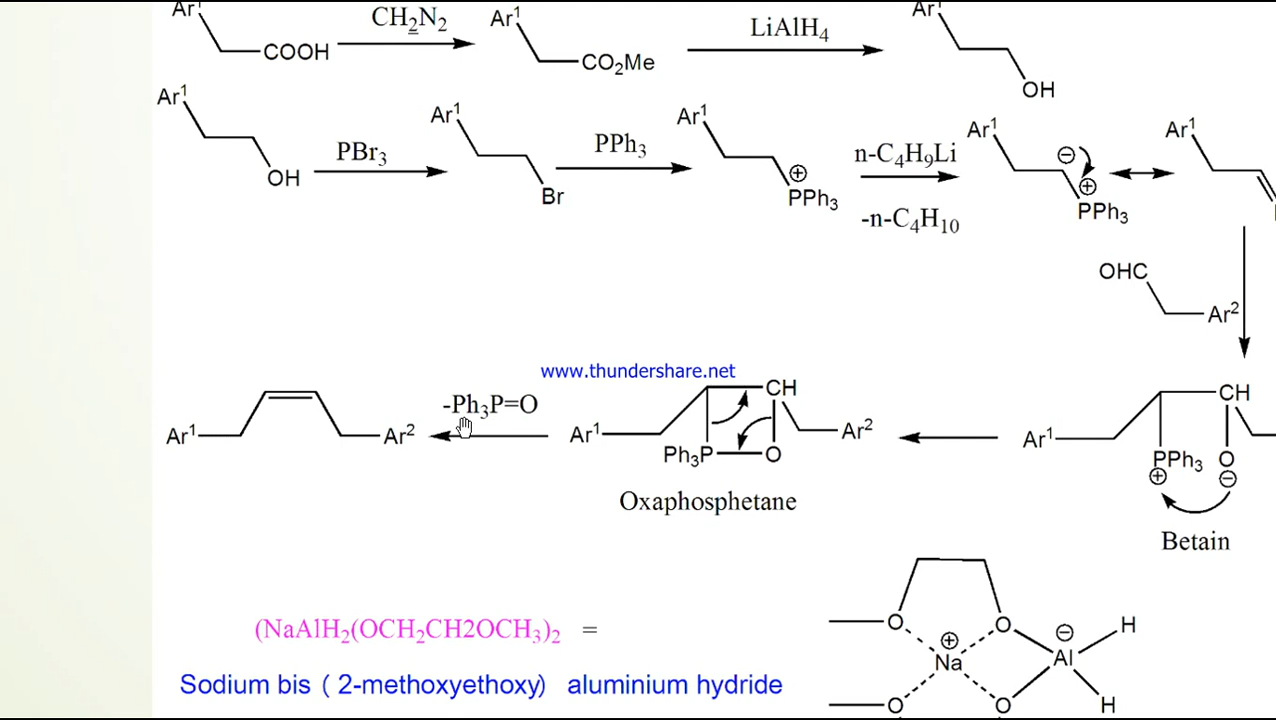 Ar¹ COOH CH2N2 Ar¹ CO₂Me LiAlH₄ Ar¹ OH
Ar¹ OH PBr₃ Ar¹ Br PPh₃ Ar¹ ⊕ PPh₃ n-C₄H₉Li -n-C₄H₁₀ Ar¹ ⊖ ⊕ PPh₃ Ar¹
OHC Ar²
www.thundershare.net
Ar¹ Ar² -Ph₃P=O Ar¹ CH Ar² Ph₃P O Ar¹ CH PPh₃ ⊕ O ⊖
Oxaphosphetane
Betain
(NaAlH₂(OCH₂CH2OCH₃)₂ =
Sodium bis ( 2-methoxyethoxy) aluminium hydride
O O ⊕ Na ⊖ Al H H O O